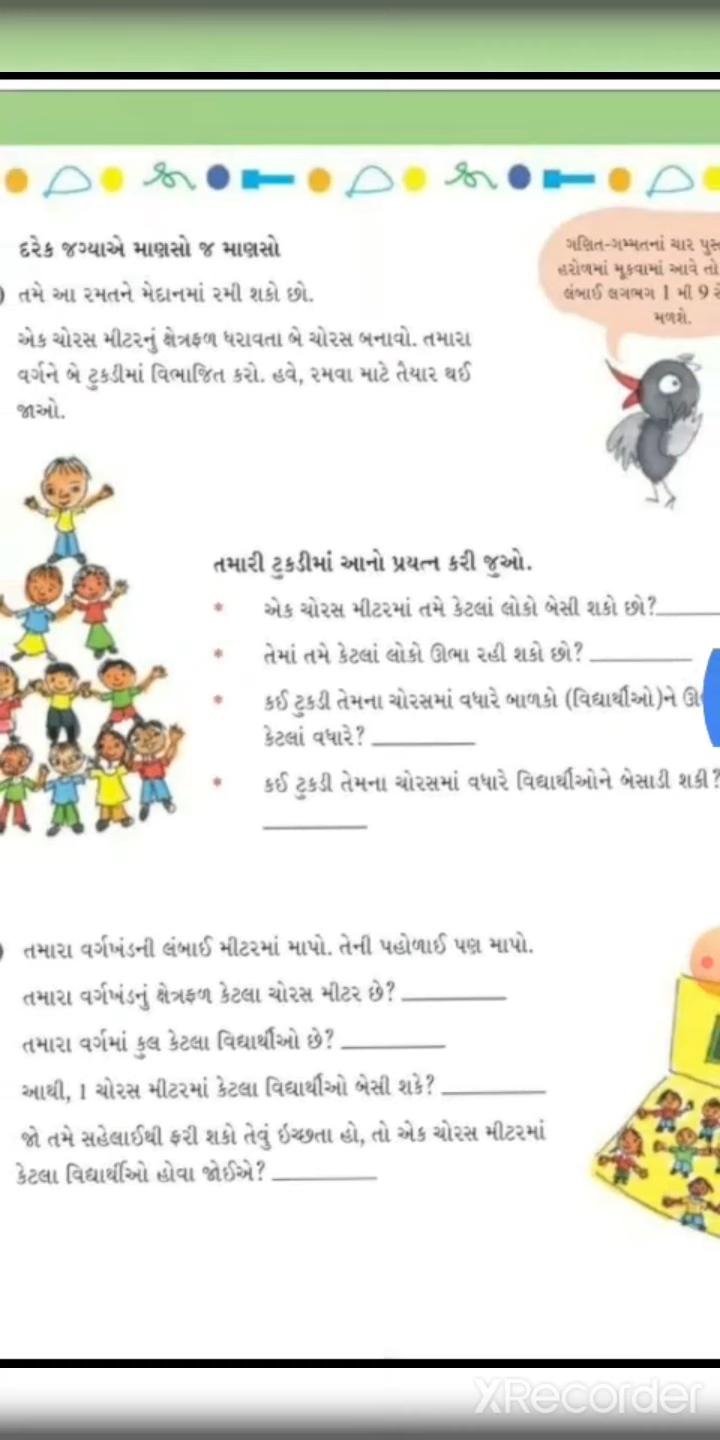 દરેક જગ્યાએ માણસો જ માણસો
તમે આ રમતને મેદાનમાં રમી શકો છો.
એક ચોરસ મીટરનું ક્ષેત્રફળ ધરાવતા બે ચોરસ બનાવો. તમારા
વર્ગને બે ટુકડીમાં વિભાજિત કરો. હવે, રમવા માટે તૈયાર થઈ
જાઓ.
ગણિત-ગમ્મતનાં ચાર
હરોળમાં મૂકવામાં આવે તો
લંબાઈ લગભગ 1 મી 9
મળશે.
તમારી ટુકડીમાં આનો પ્રયત્ન કરી જુઓ.
* એક ચોરસ મીટરમાં તમે કેટલાં લોકો બેસી શકો છો?
* તેમાં તમે કેટલાં લોકો ઊભા રહી શકો છો?
* કઈ ટુકડી તેમના ચોરસમાં વધારે બાળકો (વિદ્યાર્થીઓ)ને
કેટલાં વધારે?
* કઈ ટુકડી તેમના ચોરસમાં વધારે વિદ્યાર્થીઓને બેસાડી શકી?
તમારા વર્ગખંડની લંબાઈ મીટરમાં માપો. તેની પહોળાઈ પણ માપો.
તમારા વર્ગખંડનું ક્ષેત્રફળ કેટલા ચોરસ મીટર છે?
તમારા વર્ગમાં કુલ કેટલા વિદ્યાર્થીઓ છે?
આથી, 1 ચોરસ મીટરમાં કેટલા વિદ્યાર્થીઓ બેસી શકે?
જો તમે સહેલાઈથી ફરી શકો તેવું ઇચ્છતા હો, તો એક ચોરસ મીટરમાં
કેટલા વિદ્યાર્થીઓ હોવા જોઈએ?
XRecorder